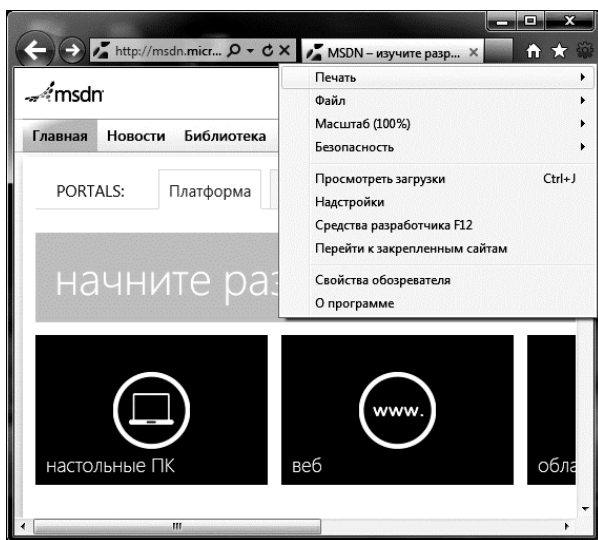 http://msdn.micr...
MSDN – изучите разр...
msdn
Главная Новости Библиотека
PORTALS: Платформа
начните раз
настольные ПК
www.
веб
обла
Печать
Файл
Масштаб (100%)
Безопасность
Просмотреть загрузки Ctrl+J
Надстройки
Средства разработчика F12
Перейти к закрепленным сайтам
Свойства обозревателя
О программе